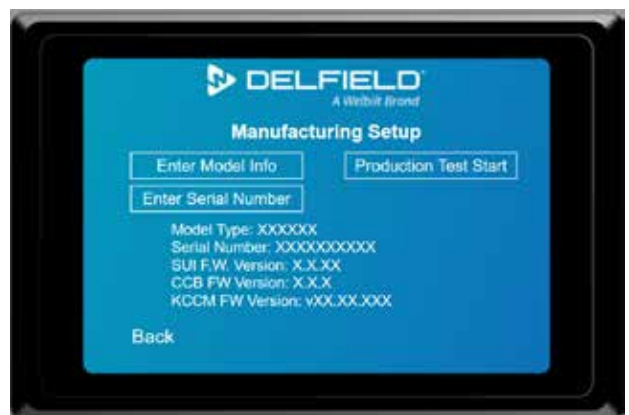 DELFIELD
A Welbilt Brand
Manufacturing Setup
Enter Model Info
Production Test Start
Enter Serial Number
Model Type: XXXXXX
Serial Number: XXXXXXXXXX
SUI F.W. Version: X.X.XX
CCB FW Version: X.X.X
KCCM FW Version: vXX.XX.XXX
Back